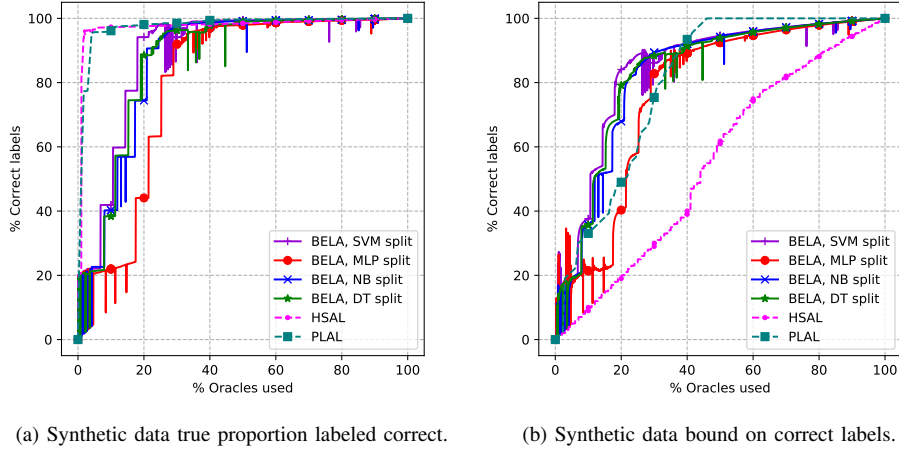 100
80
60
40
20
0
% Correct labels
0 20 40 60 80 100
% Oracles used
BELA, SVM split
BELA, MLP split
BELA, NB split
BELA, DT split
HSAL
PLAL
(a) Synthetic data true proportion labeled correct.
100
80
60
40
20
0
% Correct labels
0 20 40 60 80 100
% Oracles used
BELA, SVM split
BELA, MLP split
BELA, NB split
BELA, DT split
HSAL
PLAL
(b) Synthetic data bound on correct labels.